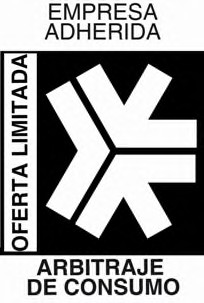 EMPRESA
ADHERIDA
OFERTA LIMITADA
ARBITRAJE
DE CONSUMO